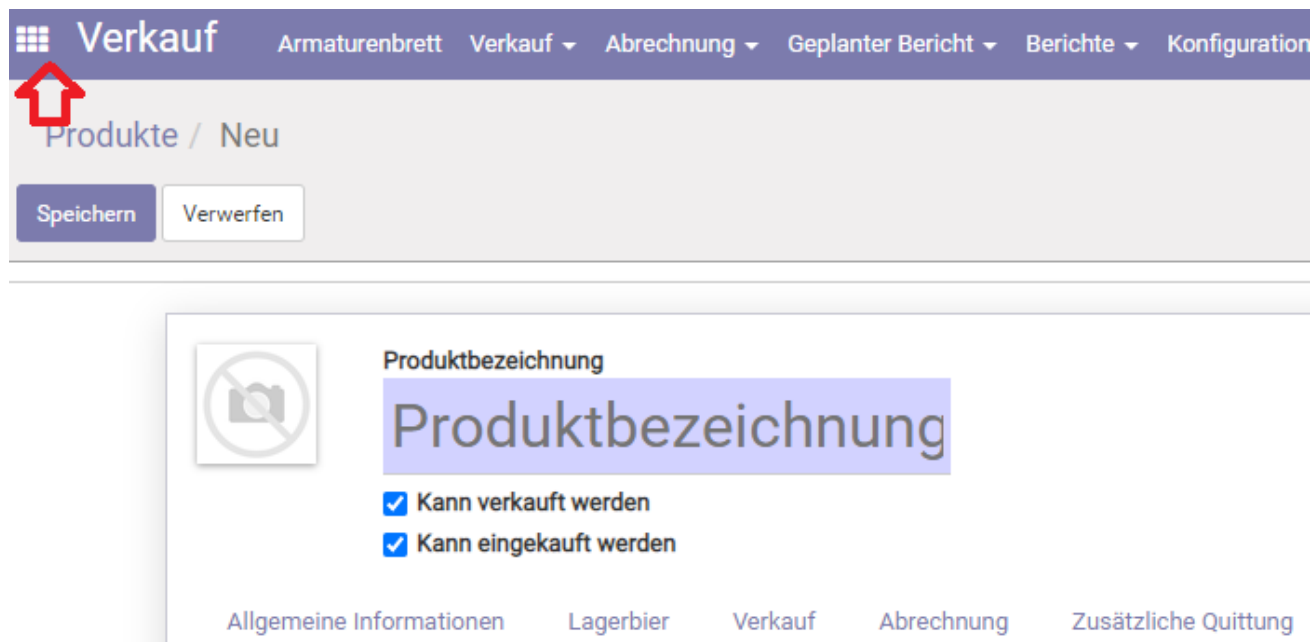 Verkauf Armaturenbrett Verkauf Abrechnung Geplanter Bericht Berichte Konfiguration
Produkte / Neu
Speichern Verwerfen
Produktbezeichnung
Produktbezeichnung
Kann verkauft werden
Kann eingekauft werden
Allgemeine Informationen Lagerbier Verkauf Abrechnung Zusätzliche Quittung